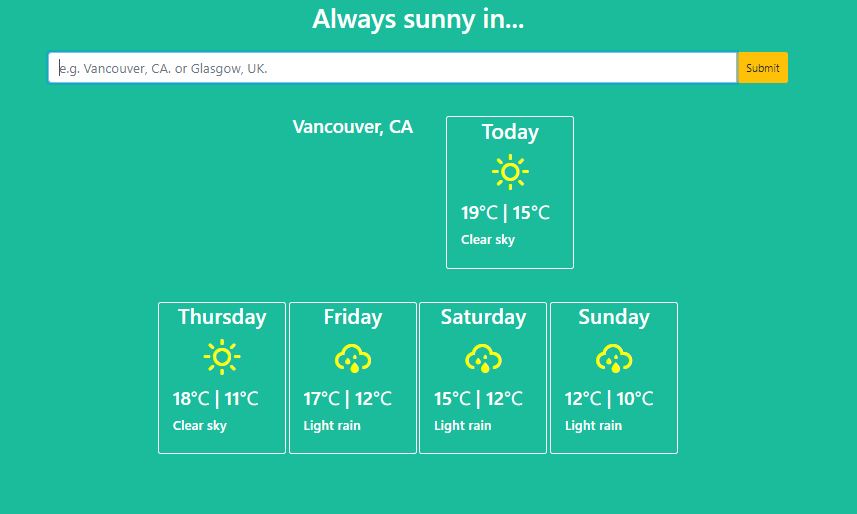 Always sunny in...
e.g. Vancouver, CA. or Glasgow, UK.
Submit
Vancouver, CA
Today
19°C | 15°C
Clear sky
Thursday
18°C | 11°C
Clear sky
Friday
17°C | 12°C
Light rain
Saturday
15°C | 12°C
Light rain
Sunday
12°C | 10°C
Light rain